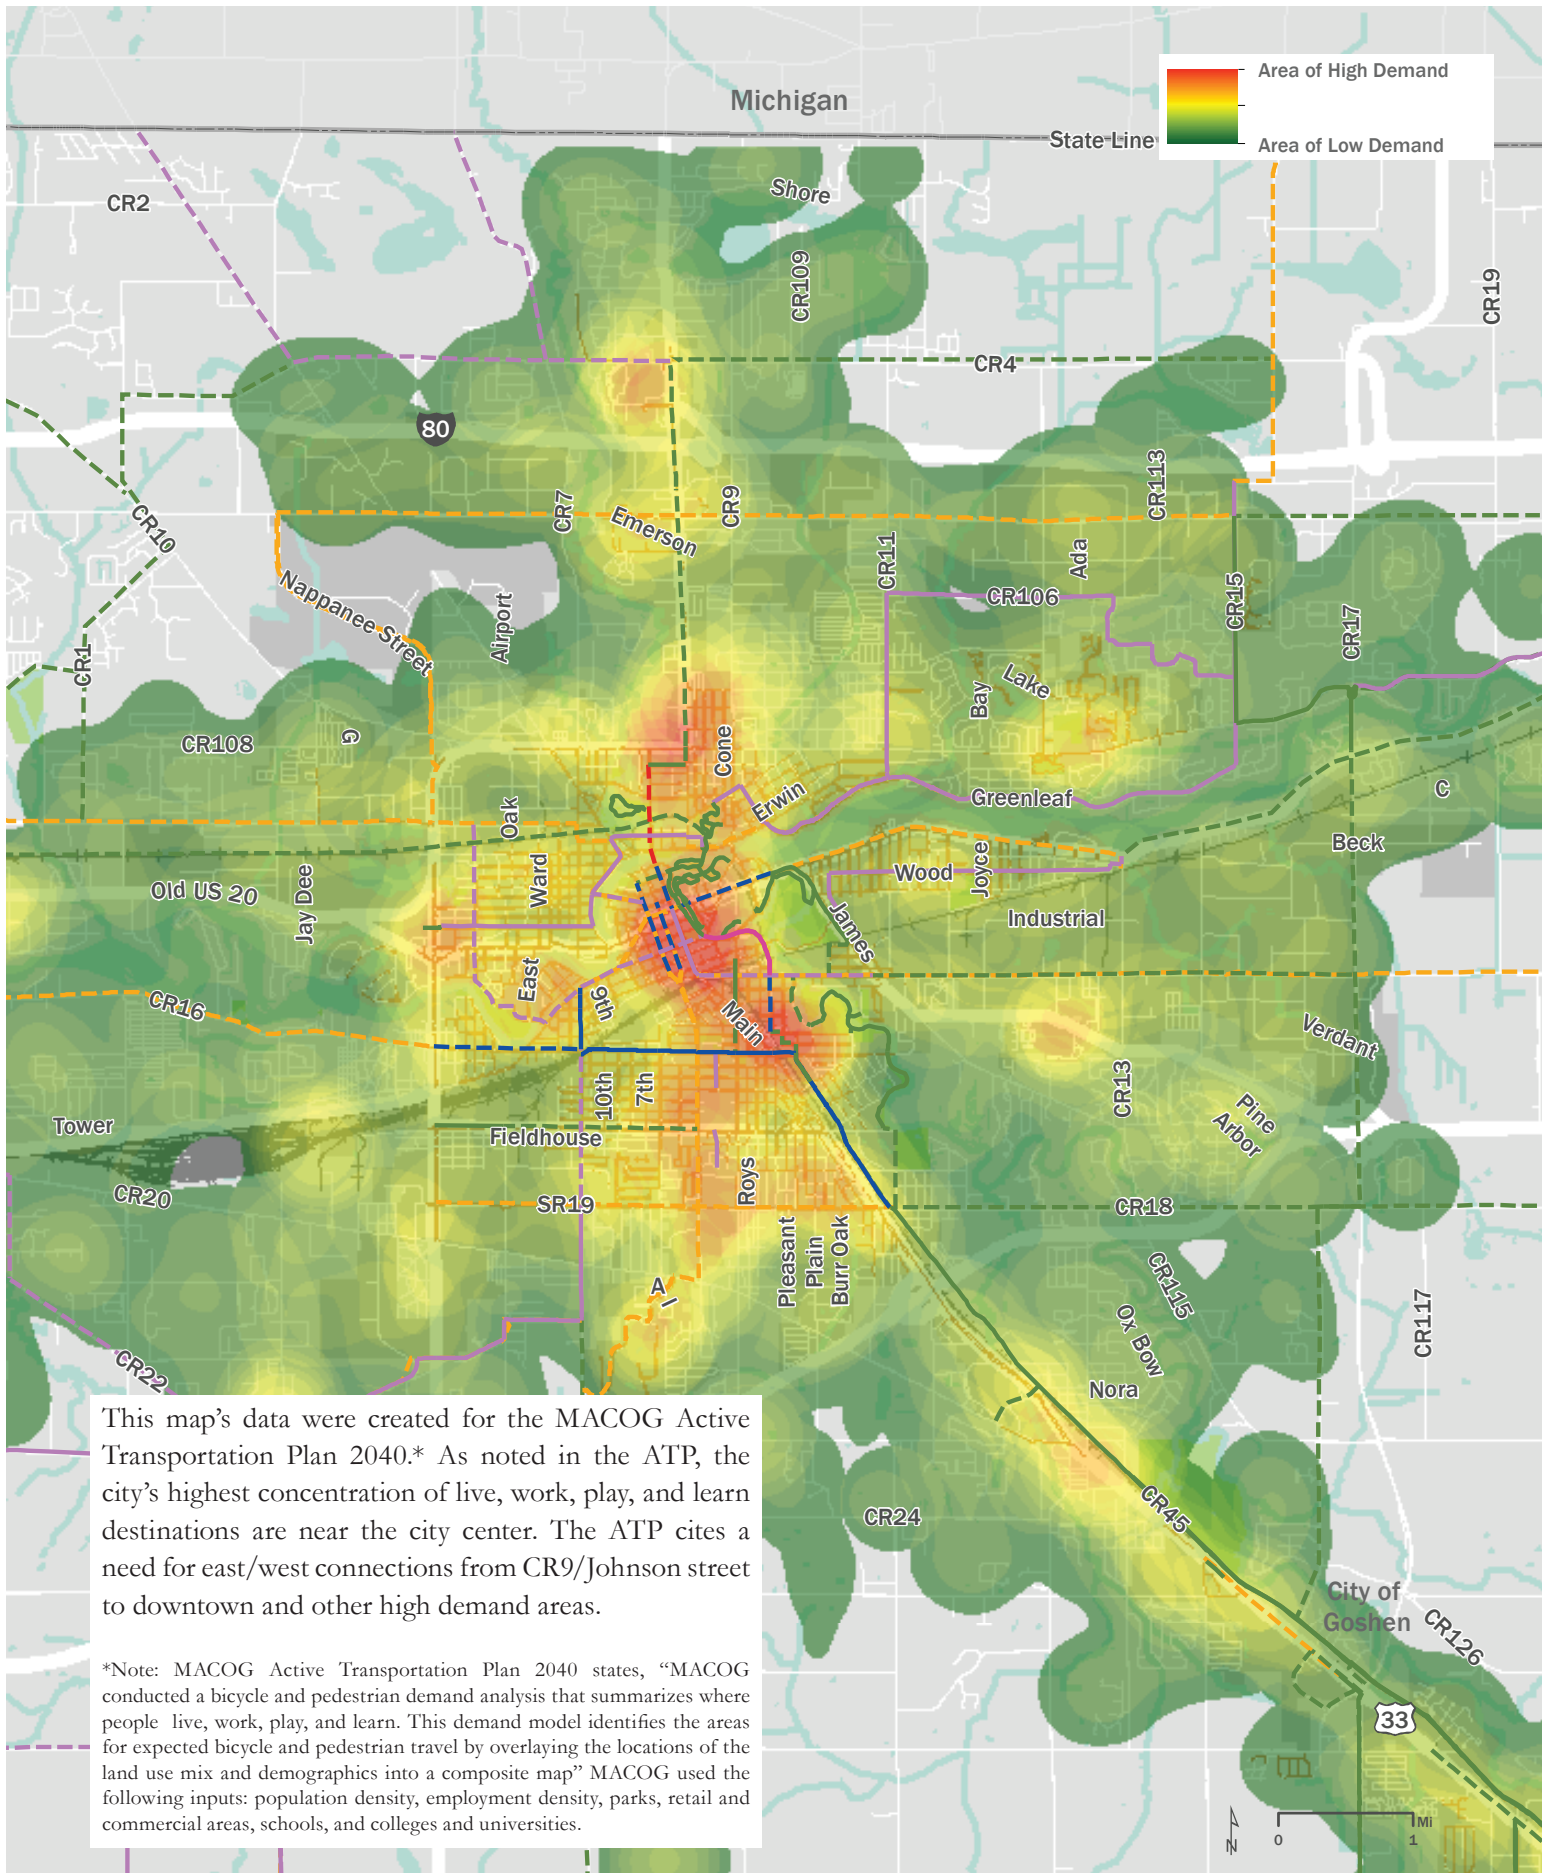 Area of High Demand
Michigan
State Line
Area of Low Demand
Shore
CR2
CR109
CR19
CR4
80
CR113
CR7
CR9
Emerson
CR10
CR11
Ada
CR106
CR15
CR17
Nappanee Street
Airport
CR1
Lake
Bay
CR108
G
Cone
Greenleaf
Erwin
C
Oak
Beck
Ward
Wood
Joyce
Old US 20
Jay Dee
James
Industrial
East
9th
CR16
Main
Verdant
10th
7th
CR13
Pine
Arbor
Tower
Fieldhouse
Roys
CR20
SR19
CR18
Pleasant
Plain
Burr Oak
A
CR115
Ox Bow
CR117
CR22
Nora
This map’s data were created for the MACOG Active
Transportation Plan 2040.* As noted in the ATP, the
city’s highest concentration of live, work, play, and learn
destinations are near the city center. The ATP cites a
need for east/west connections from CR9/Johnson street
to downtown and other high demand areas.
CR24
CR45
City of
Goshen
CR126
*Note: MACOG Active Transportation Plan 2040 states, “MACOG
conducted a bicycle and pedestrian demand analysis that summarizes where
people live, work, play, and learn. This demand model identifies the areas
for expected bicycle and pedestrian travel by overlaying the locations of the
land use mix and demographics into a composite map” MACOG used the
following inputs: population density, employment density, parks, retail and
commercial areas, schools, and colleges and universities.
33
N
Mi
0
1